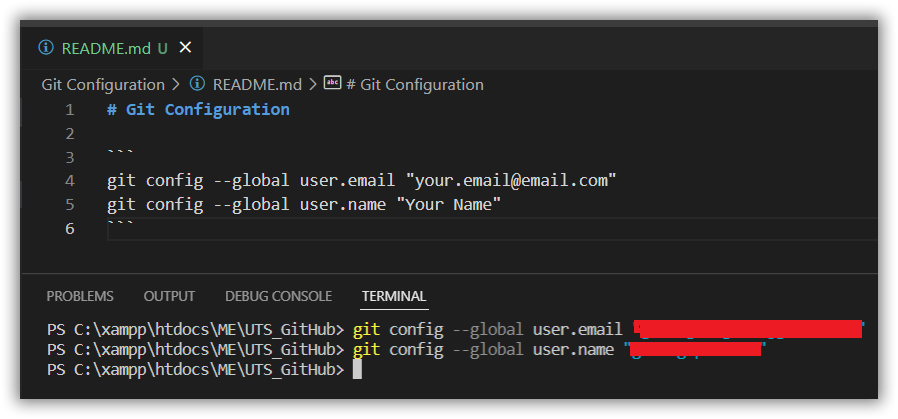 README.md U
Git Configuration > README.md > # Git Configuration
1 # Git Configuration
2
3 ```
4 git config --global user.email "your.email@email.com"
5 git config --global user.name "Your Name"
6 ```
PROBLEMS OUTPUT DEBUG CONSOLE TERMINAL
PS C:\xampp\htdocs\ME\UTS_GitHub> git config --global user.email "
PS C:\xampp\htdocs\ME\UTS_GitHub> git config --global user.name "
PS C:\xampp\htdocs\ME\UTS_GitHub>